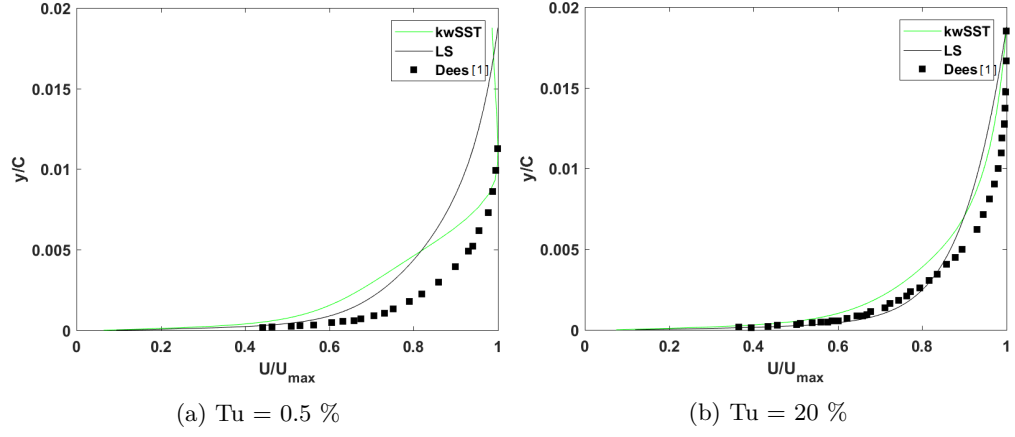 0.02
kwSST
LS
Dees [1]
0.015
0.01
0.005
0
y/C
0
0.2
0.4
0.6
0.8
1
U/U_max
(a) Tu = 0.5 %
0.02
kwSST
LS
Dees [1]
0.015
0.01
0.005
0
y/C
0
0.2
0.4
0.6
0.8
1
U/U_max
(b) Tu = 20 %